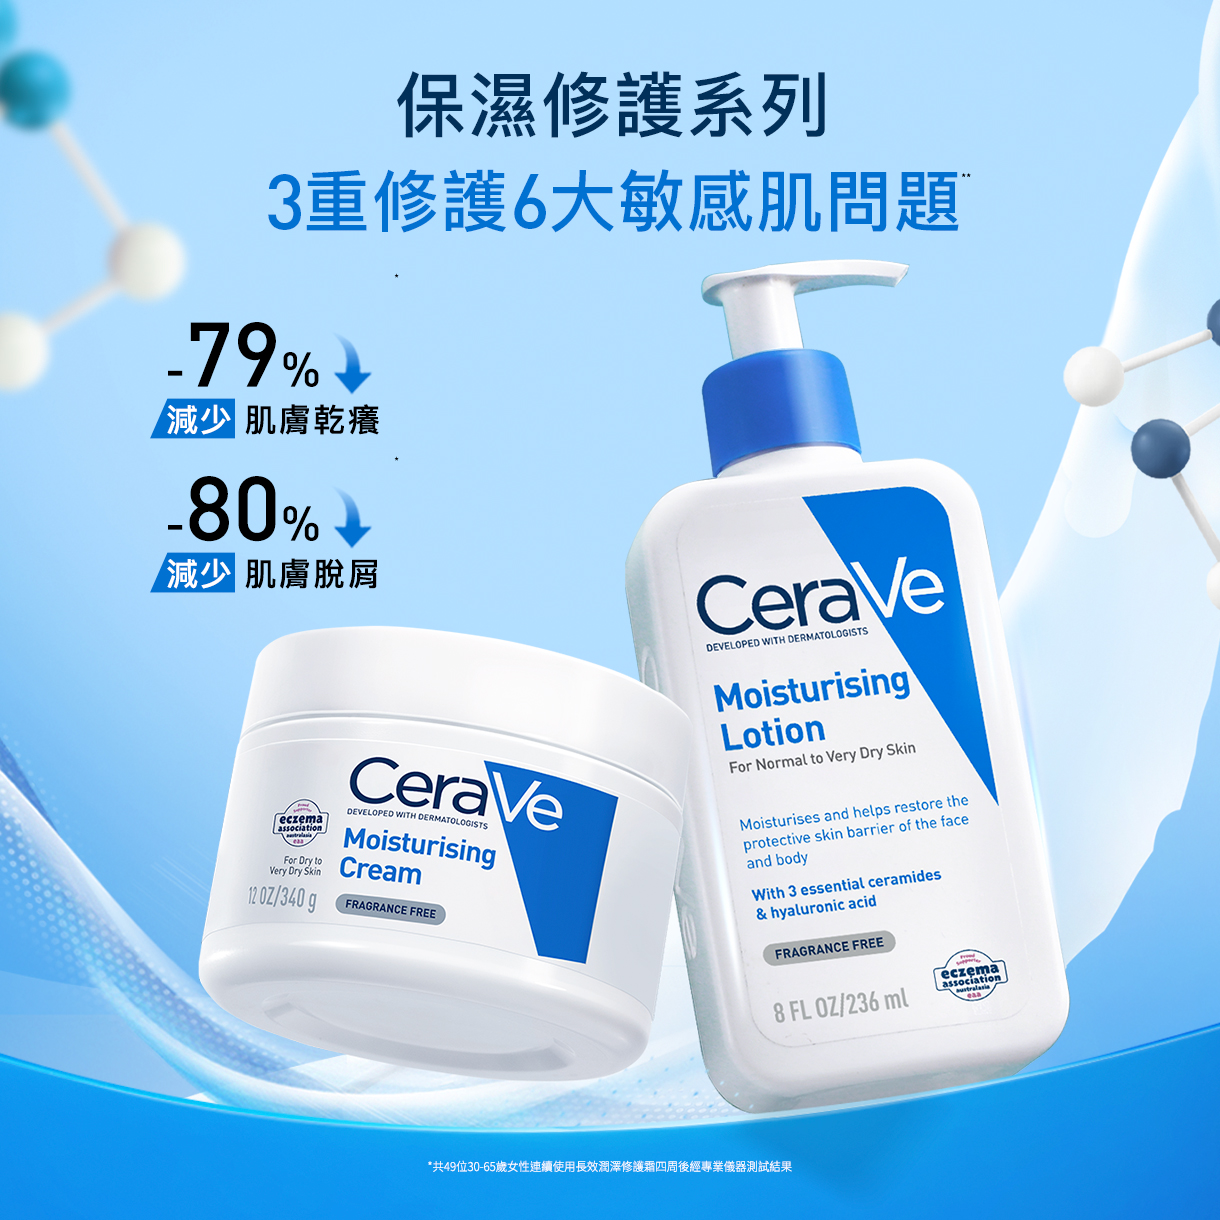 保濕修護系列
3重修護6大敏感肌問題**
*
-79%
減少 肌膚乾癢
*
-80%
減少 肌膚脫屑
CeraVe
DEVELOPED WITH DERMATOLOGISTS
Moisturising
Lotion
For Normal to Very Dry Skin
Moisturises and helps restore the
protective skin barrier of the face
and body
With 3 essential ceramides
& hyaluronic acid
FRAGRANCE FREE
8 FL OZ/236 ml
Proud
supporter
eczema
association
australasia
eaa
CeraVe
DEVELOPED WITH DERMATOLOGISTS
Moisturising
Cream
FRAGRANCE FREE
Proud
supporter
eczema
association
australasia
eaa
For Dry to
Very Dry Skin
12 OZ/340 g
*共49位30-65歲女性連續使用長效潤澤修護霜四周後經專業儀器測試結果